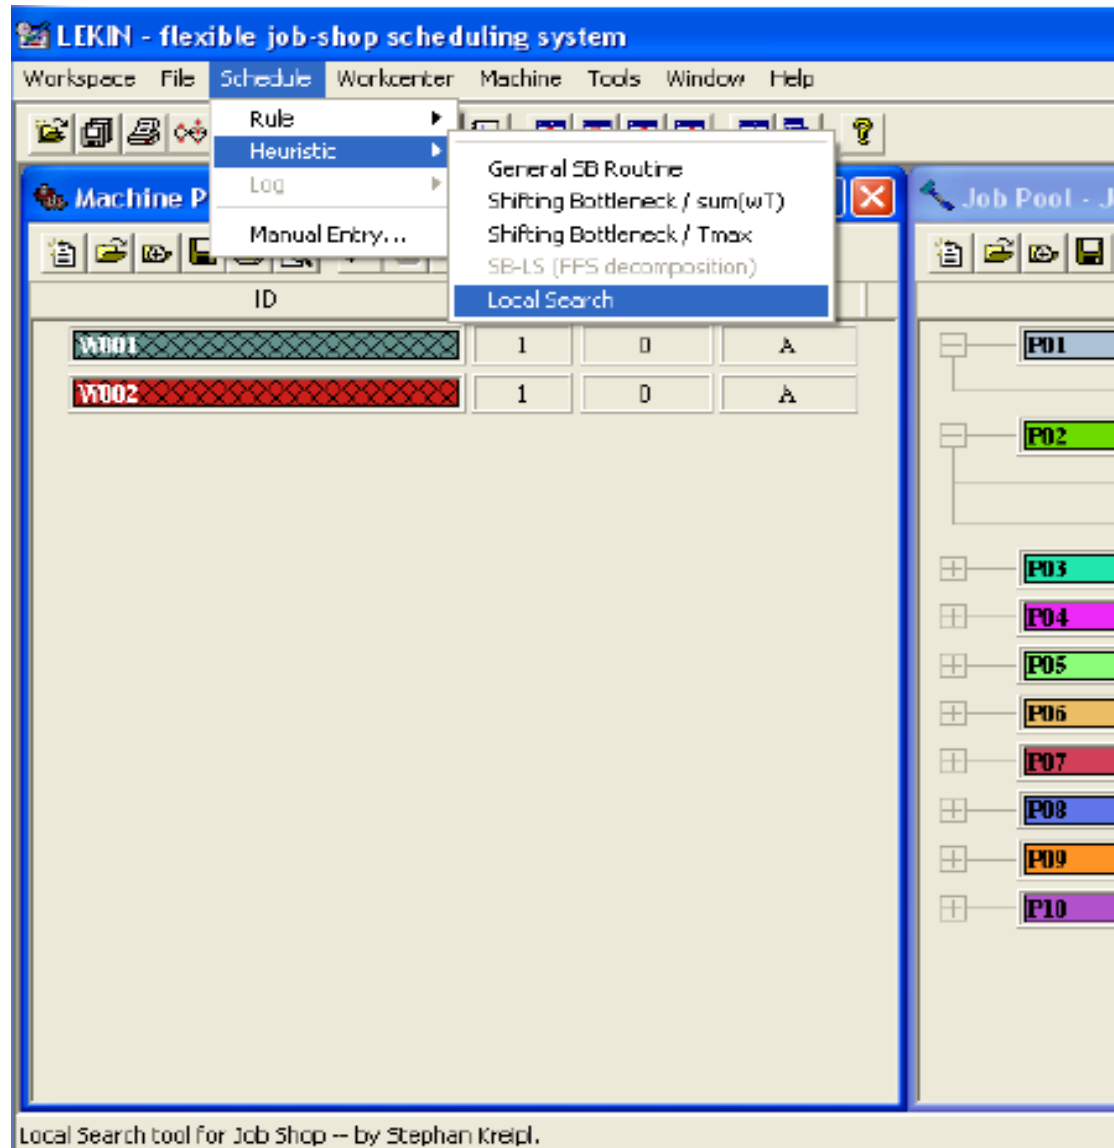 LEKIN - flexible job-shop scheduling system
Workspace File Schedule Workcenter Machine Tools Window Help
Rule
Heuristic
Log
Manual Entry...
General SB Routine
Shifting Bottleneck / sum(wT)
Shifting Bottleneck / Tmax
SB-LS (FFS decomposition)
Local Search
Machine P
ID
W001 1 0 A
W002 1 0 A
Job Pool - J
P01
P02
P03
P04
P05
P06
P07
P08
P09
P10
Local Search tool for Job Shop -- by Stephan Kreipl.